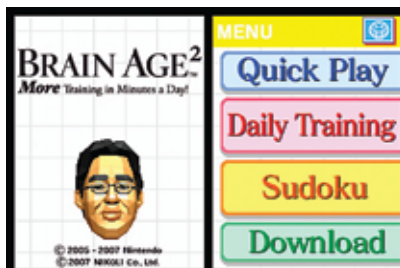 BRAIN AGE²
More Training in Minutes a Day!
© 2005 - 2007 Nintendo
© 2007 NIKOLI Co., Ltd.
MENU
Quick Play
Daily Training
Sudoku
Download